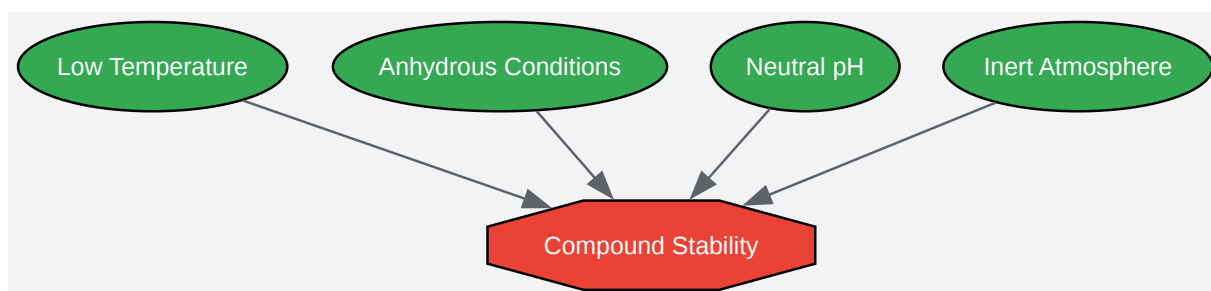 Low Temperature
Anhydrous Conditions
Neutral pH
Inert Atmosphere
Compound Stability